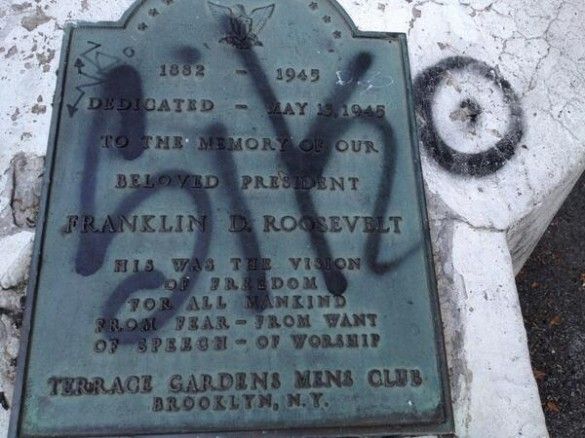 1882 - 1945
DEDICATED - MAY 13, 1945
TO THE MEMORY OF OUR
BELOVED PRESIDENT
FRANKLIN D. ROOSEVELT
HIS WAS THE VISION
OF FREEDOM
FOR ALL MANKIND
FROM FEAR - FROM WANT
OF SPEECH - OF WORSHIP
TERRACE GARDENS MENS CLUB
BROOKLYN, N.Y.